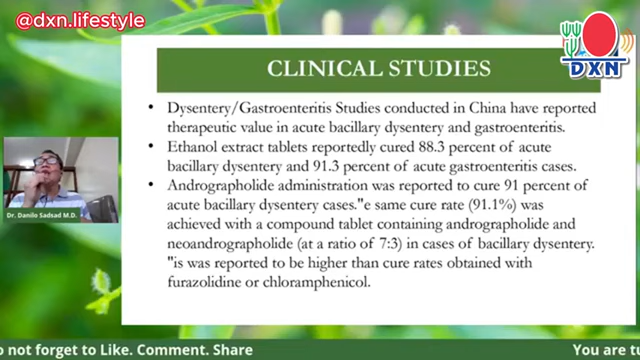 @dxn.lifestyle
DXN
CLINICAL STUDIES
• Dysentery/Gastroenteritis Studies conducted in China have reported
therapeutic value in acute bacillary dysentery and gastroenteritis.
• Ethanol extract tablets reportedly cured 88.3 percent of acute
bacillary dysentery and 91.3 percent of acute gastroenteritis cases.
• Andrographolide administration was reported to cure 91 percent of
acute bacillary dysentery cases."e same cure rate (91.1%) was
achieved with a compound tablet containing andrographolide and
neoandrographolide (at a ratio of 7:3) in cases of bacillary dysentery.
"is was reported to be higher than cure rates obtained with
furazolidine or chloramphenicol.
Dr. Danilo Sadsad M.D.
o not forget to Like. Comment. Share
You are tu